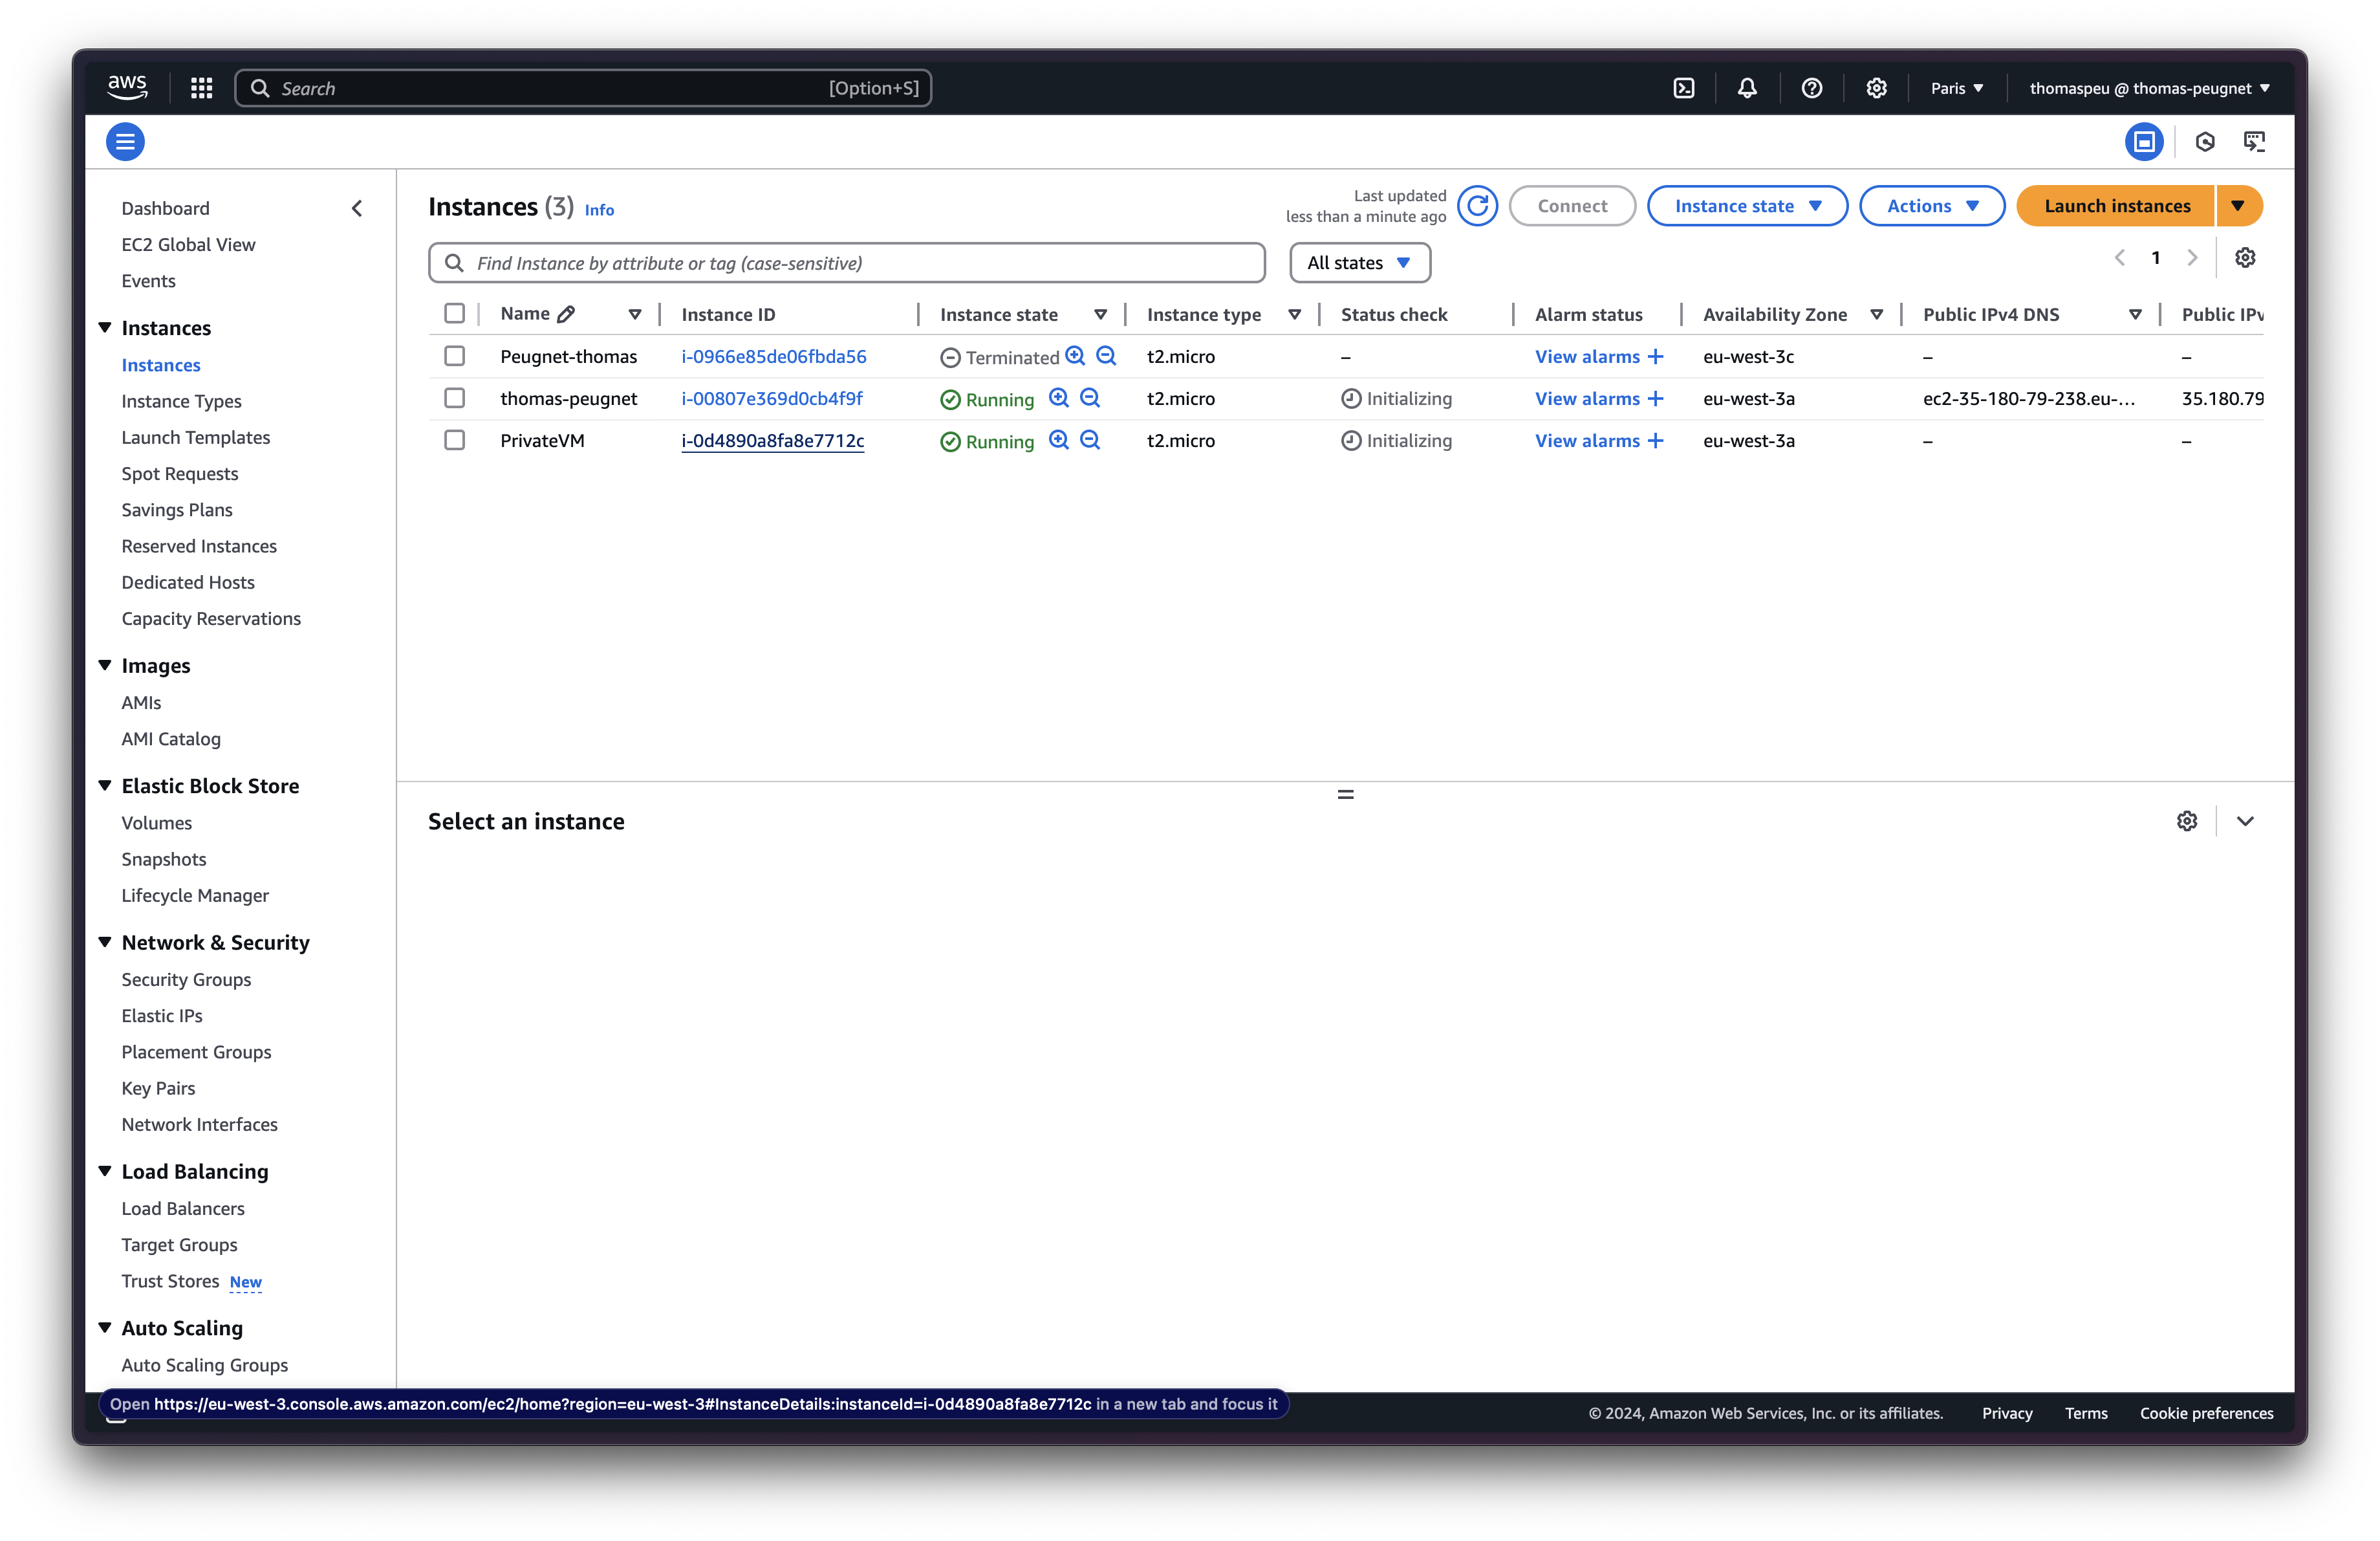 aws
Search [Option+S]
Paris
thomaspeu @ thomas-peugnet
Dashboard
EC2 Global View
Events
Instances
Instances
Instance Types
Launch Templates
Spot Requests
Savings Plans
Reserved Instances
Dedicated Hosts
Capacity Reservations
Images
AMIs
AMI Catalog
Elastic Block Store
Volumes
Snapshots
Lifecycle Manager
Network & Security
Security Groups
Elastic IPs
Placement Groups
Key Pairs
Network Interfaces
Load Balancing
Load Balancers
Target Groups
Trust Stores New
Auto Scaling
Auto Scaling Groups
Instances (3) Info
Last updated
less than a minute ago
Connect
Instance state
Actions
Launch instances
Find Instance by attribute or tag (case-sensitive)
All states
1
Name Instance ID Instance state Instance type Status check Alarm status Availability Zone Public IPv4 DNS Public IPv
Peugnet-thomas i-0966e85de06fbda56 Terminated t2.micro – View alarms + eu-west-3c – –
thomas-peugnet i-00807e369d0cb4f9f Running t2.micro Initializing View alarms + eu-west-3a ec2-35-180-79-238.eu-... 35.180.79
PrivateVM i-0d4890a8fa8e7712c Running t2.micro Initializing View alarms + eu-west-3a – –
Select an instance
Open https://eu-west-3.console.aws.amazon.com/ec2/home?region=eu-west-3#InstanceDetails:instanceId=i-0d4890a8fa8e7712c in a new tab and focus it
© 2024, Amazon Web Services, Inc. or its affiliates. Privacy Terms Cookie preferences